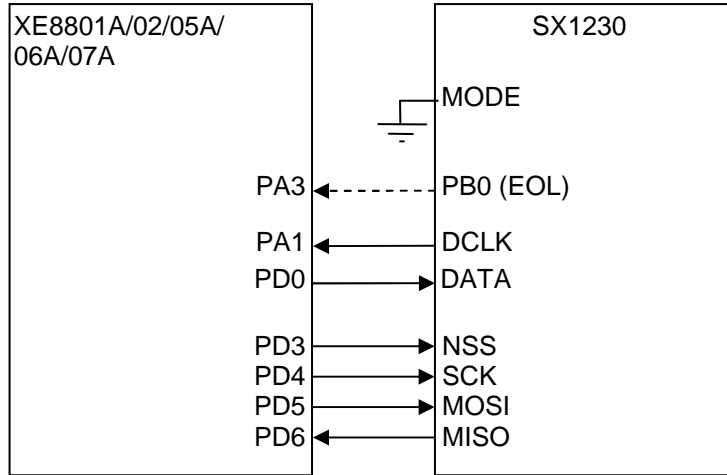 XE8801A/02/05A/
06A/07A
SX1230
MODE
PA3
PB0 (EOL)
PA1
DCLK
PD0
DATA
PD3
NSS
PD4
SCK
PD5
MOSI
PD6
MISO